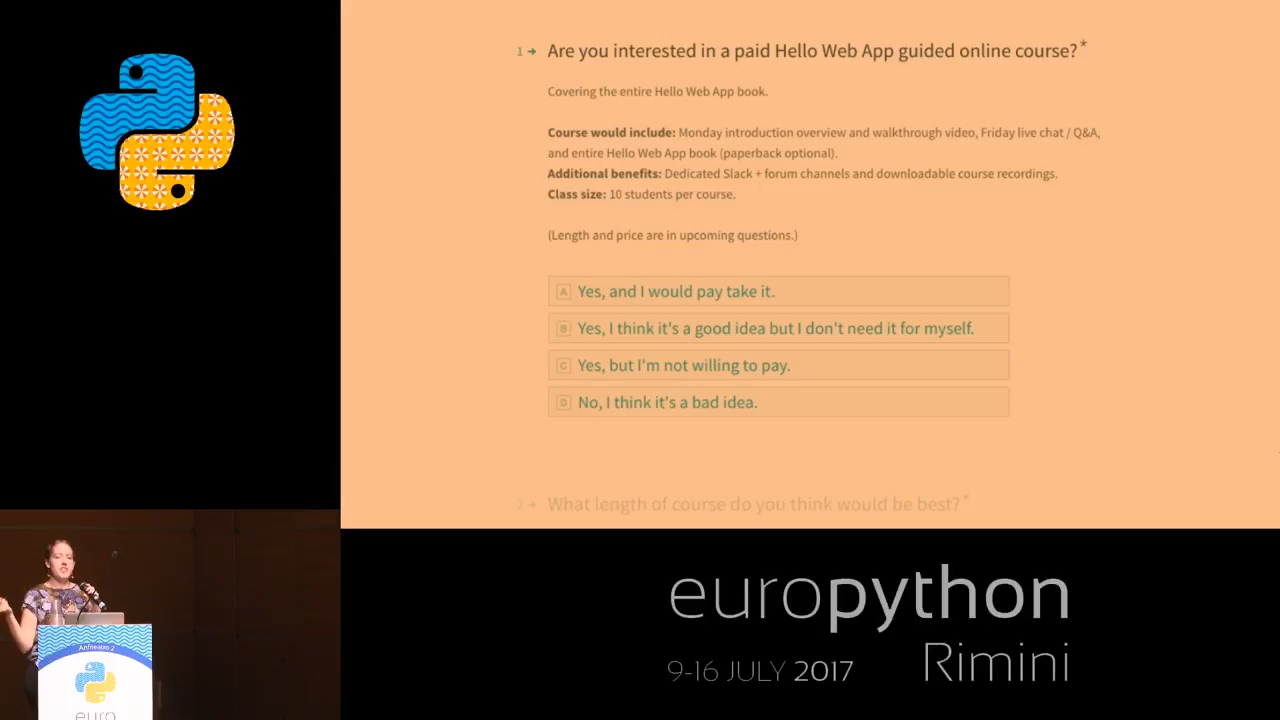 1 → Are you interested in a paid Hello Web App guided online course?*
Covering the entire Hello Web App book.
Course would include: Monday introduction overview and walkthrough video, Friday live chat / Q&A,
and entire Hello Web App book (paperback optional).
Additional benefits: Dedicated Slack + forum channels and downloadable course recordings.
Class size: 10 students per course.
(Length and price are in upcoming questions.)
A Yes, and I would pay take it.
B Yes, I think it's a good idea but I don't need it for myself.
C Yes, but I'm not willing to pay.
D No, I think it's a bad idea.
2 → What length of course do you think would be best?*
europython
Rimini
9-16 JULY 2017
Anfiteatro 2
euro